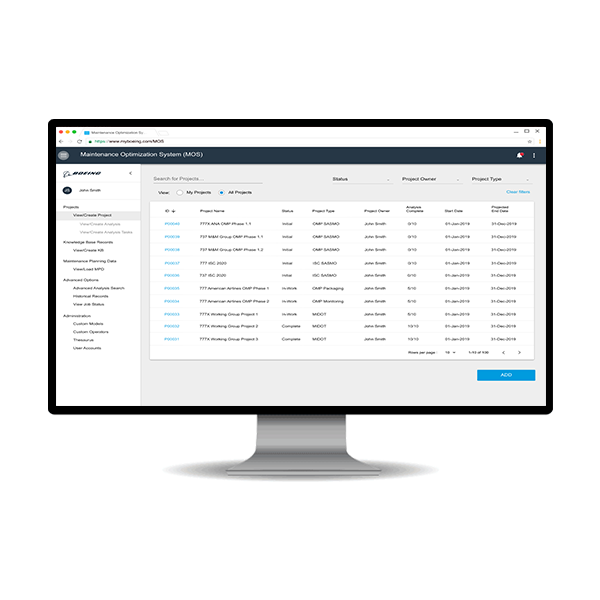 Maintenance Optimization Sy...
https://www.myboeing.com/MOS
Maintenance Optimization System (MOS)
BOEING
JS John Smith
Projects
View/Create Project
View/Create Analysis
View/Create Analysis Tasks
Knowledge Base Records
View/Create KB
Maintenance Planning Data
View/Load MPD
Advanced Options
Advanced Analysis Search
Historical Records
View Job Status
Administration
Custom Models
Custom Operators
Thesaurus
User Accounts
Search for Projects... Status Project Owner Project Type
View: My Projects All Projects Clear filters
ID Project Name Status Project Type Project Owner Analysis Complete Start Date Projected End Date
777X ANA OMP Phase 1.1 Initial OMP SASMO John Smith 0/10 01-Jan-2019 31-Dec-2019
P00039 737 M&M Group OMP Phase 1.1 Initial OMP SASMO John Smith 0/10 01-Jan-2019 31-Dec-2019
P00038 737 M&M Group OMP Phase 1.2 Initial OMP SASMO John Smith 0/10 01-Jan-2019 31-Dec-2019
P00037 777 ISC 2020 Initial ISC SASMO John Smith 0/10 01-Jan-2019 31-Dec-2019
737 ISC 2020 Initial ISC SASMO John Smith 0/10 01-Jan-2019 31-Dec-2019
P00005 777 American Airlines OMP Phase 1 In-Work OMP Packaging John Smith 5/10 01-Jan-2019 31-Dec-2019
P00004 777 American Airlines OMP Phase 2 In-Work OMP Monitoring John Smith 5/10 01-Jan-2019 31-Dec-2019
P00003 777X Working Group Project 1 In-Work MIDOT John Smith 5/10 01-Jan-2019 31-Dec-2019
P00002 777X Working Group Project 2 Complete MIDOT John Smith 10/10 01-Jan-2019 31-Dec-2019
P00001 777X Working Group Project 3 Complete MIDOT John Smith 10/10 01-Jan-2019 31-Dec-2019
Rows per page: 10 1-10 of 100
ADD